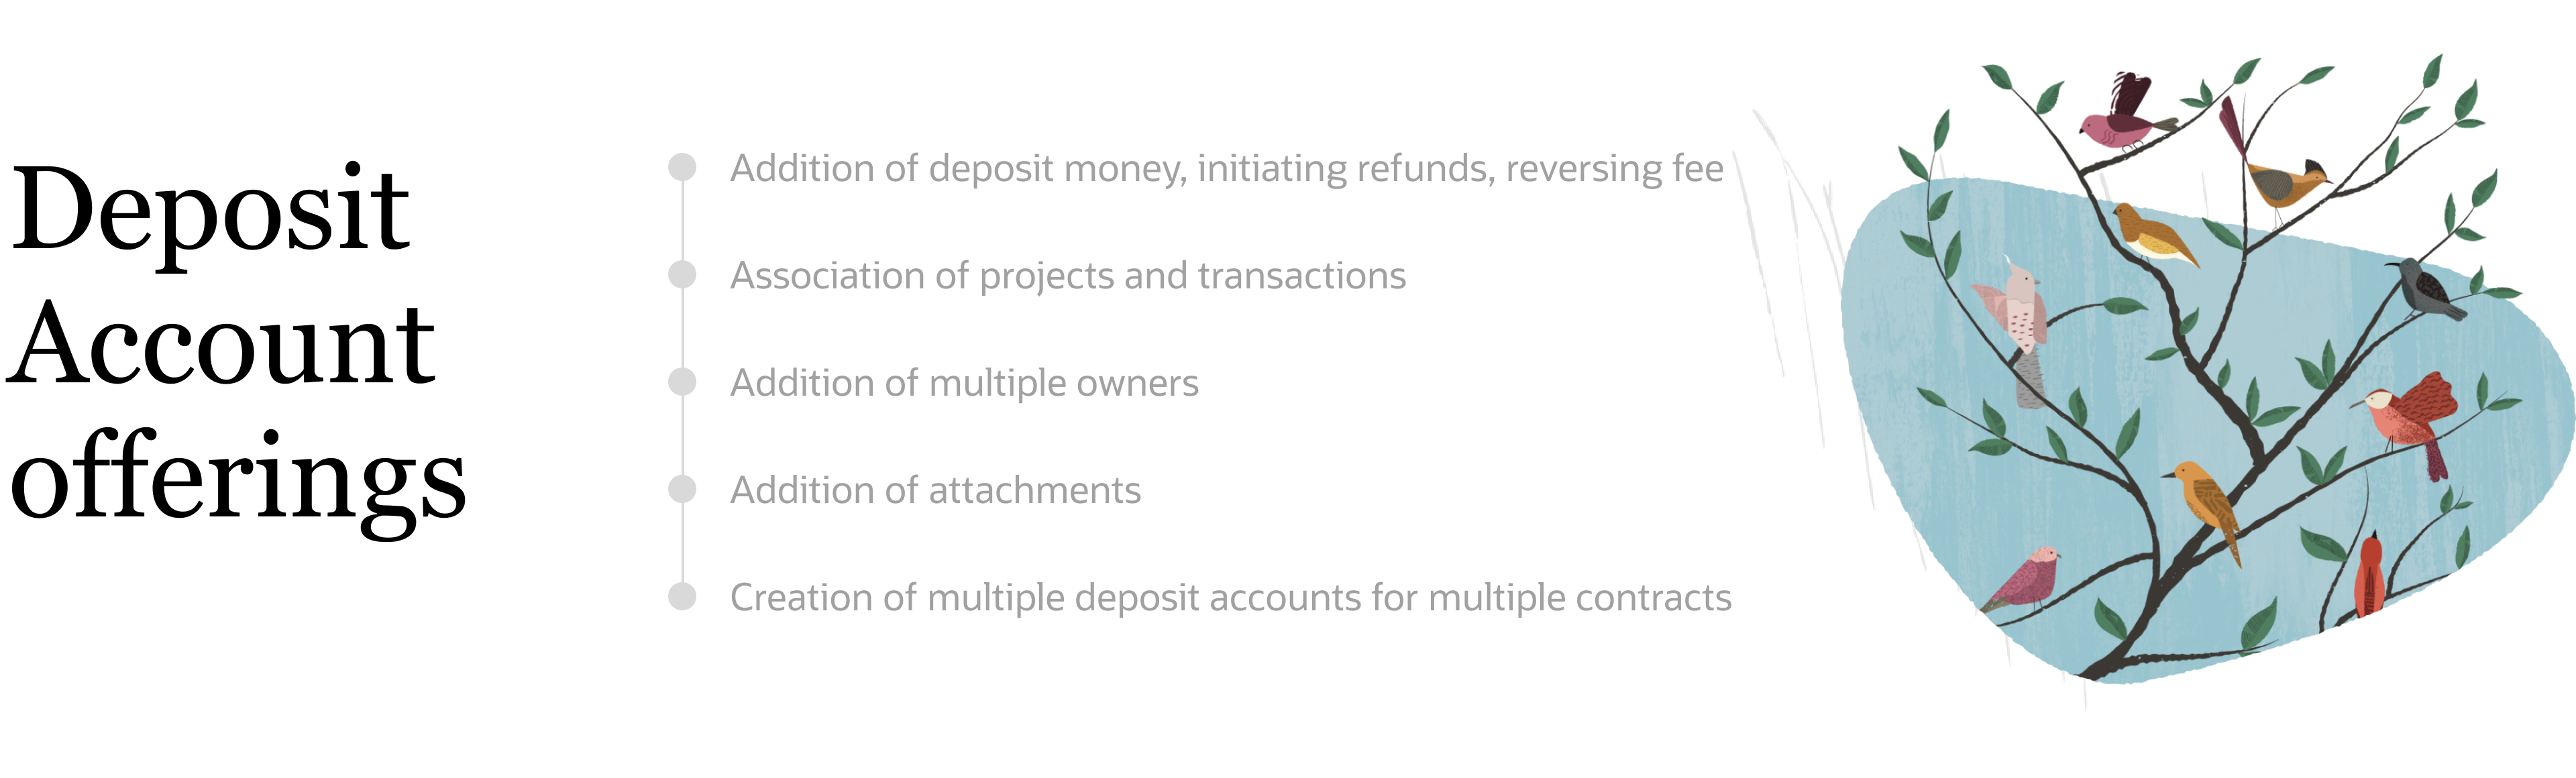 Deposit
Account
offerings
Addition of deposit money, initiating refunds, reversing fee
Association of projects and transactions
Addition of multiple owners
Addition of attachments
Creation of multiple deposit accounts for multiple contracts